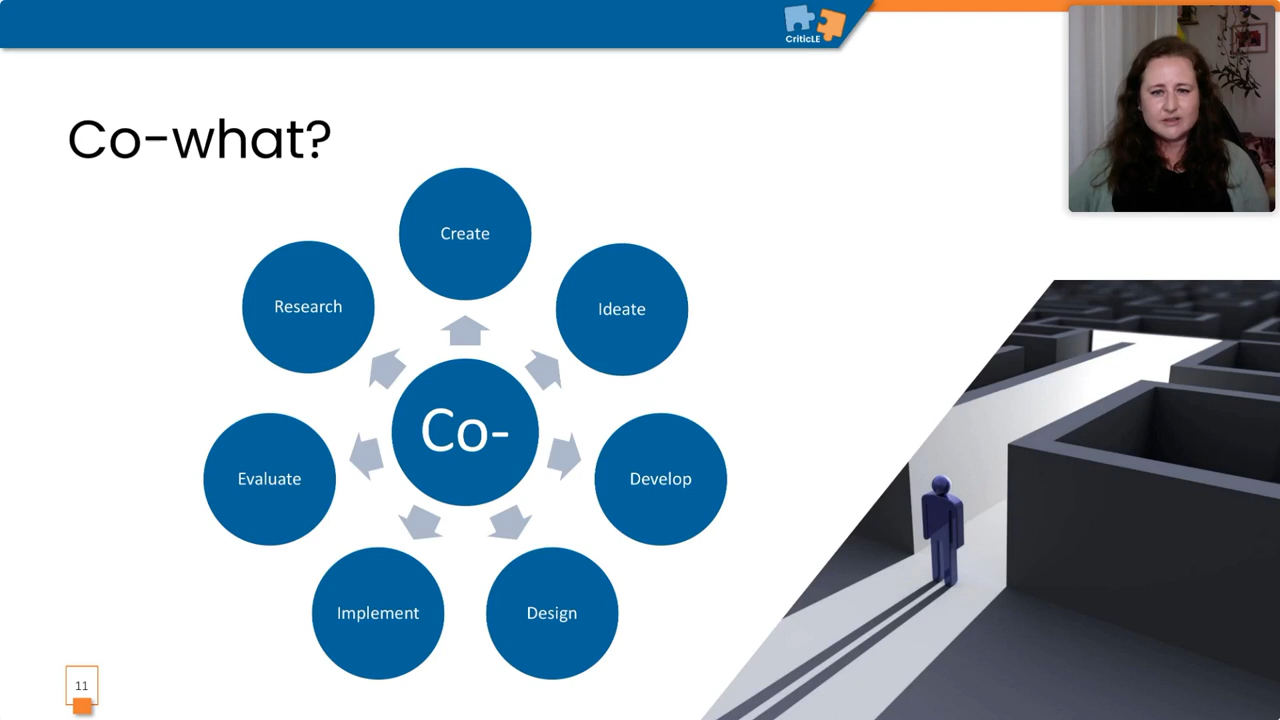 CriticLE
Co-what?
Create
Research
Ideate
Co-
Evaluate
Develop
Implement
Design
11